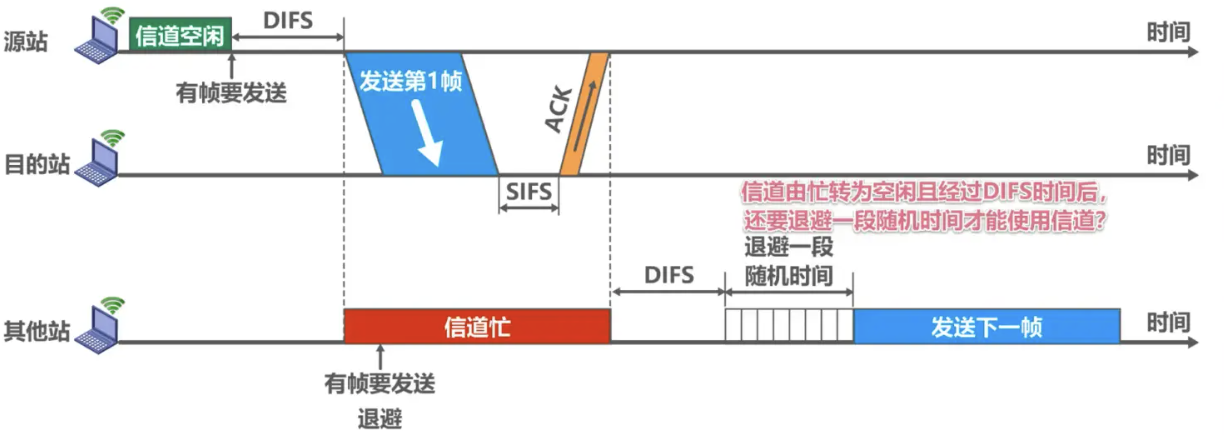 源站
信道空闲
DIFS
时间
有帧要发送
发送第1帧
ACK
目的站
时间
SIFS
信道由忙转为空闲且经过DIFS时间后，
还要退避一段随机时间才能使用信道？
退避一段
随机时间
DIFS
其他站
信道忙
发送下一帧
时间
有帧要发送
退避